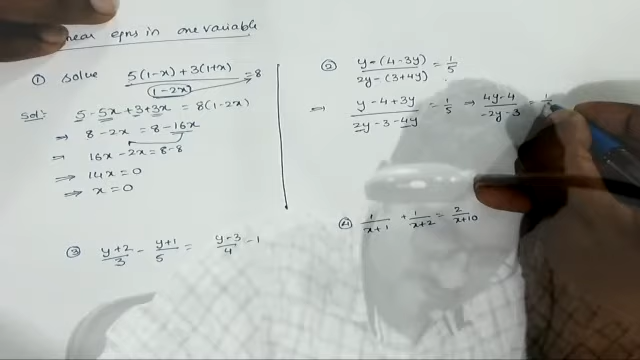 near eqns in one variable
① Solve 5(1-x)+3(1+x) / (1-2x) = 8
Sol: 5-5x+3+3x = 8(1-2x)
⇒ 8-2x = 8-16x
⇒ 16x-2x = 8-8
⇒ 14x = 0
⇒ x = 0
② y-(4-3y) / 2y-(3+4y) = 1/5
⇒ y-4+3y / 2y-3-4y = 1/5 ⇒ 4y-4 / -2y-3 = 1/5
③ y+2/3 - y+1/5 = y-3/4 - 1
④ 1/x+1 + 1/x+2 = 2/x+10